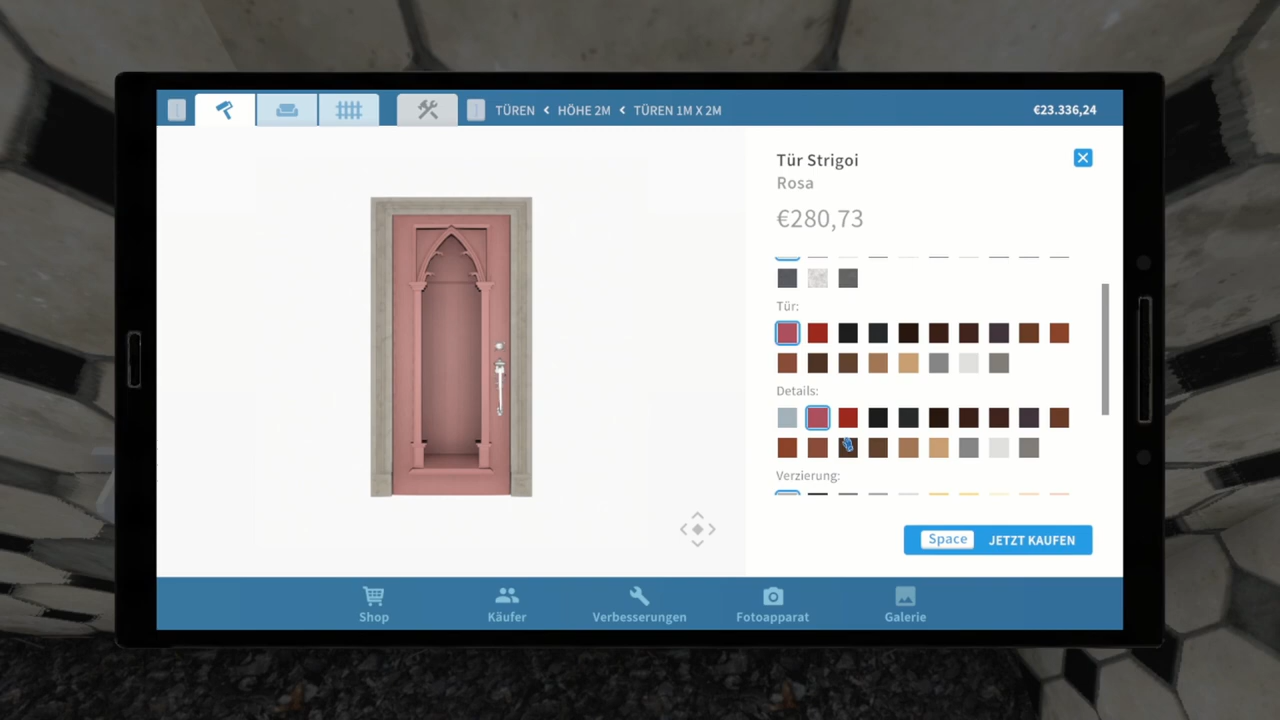 TÜREN < HÖHE 2M < TÜREN 1M X 2M
€23.336,24
Tür Strigoi
Rosa
€280,73
Tür:
Details:
Verzierung:
Space JETZT KAUFEN
Shop
Käufer
Verbesserungen
Fotoapparat
Galerie